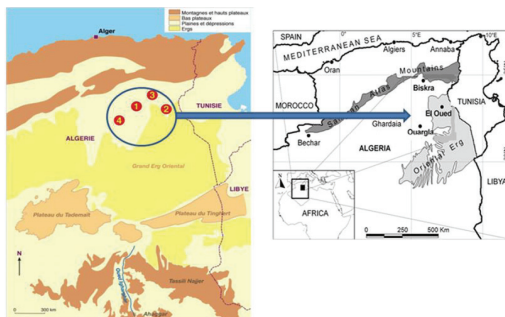 Montagnes et hauts plateaux
Bas plateaux
Plaines et dépressions
Ergs
Alger
TUNISIE
ALGERIE
1
2
3
4
Grand Erg Oriental
LIBYE
Plateau du Tademaït
Plateau du Tinghert
N
Tassili Najjer
Ahaggar
300 km
SPAIN
0°
5°E
10°E
MEDITERRANEAN SEA
Algiers
Annaba
Oran
Mountains
Atlas
Saharan
Biskra
TUNISIA
MOROCCO
El Oued
Ghardaia
Ouargla
Bechar
ALGERIA
Oriental Erg
LIBYA
N
AFRICA
0
250
500 Km